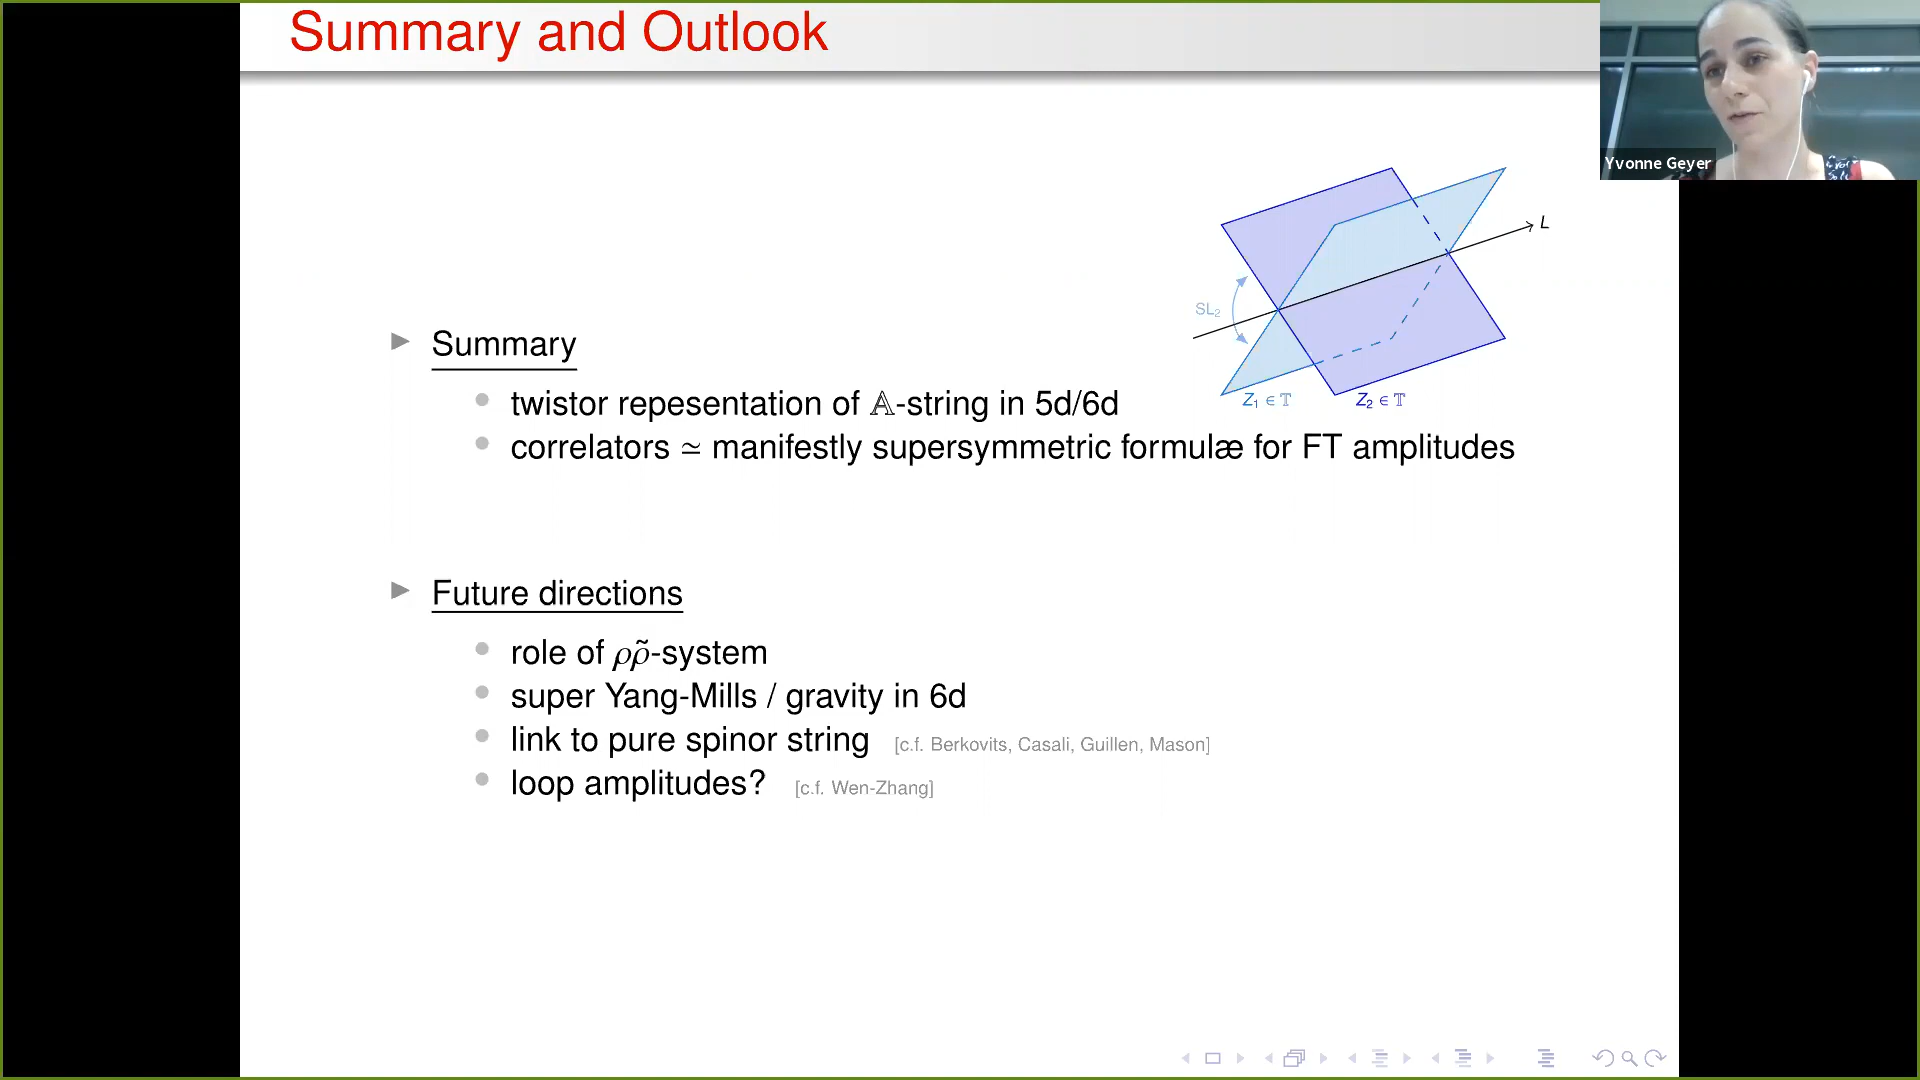 Summary and Outlook
Yvonne Geyer
L
SL₂
Z₁ ∈ 𝕋
Z₂ ∈ 𝕋
Summary
twistor repesentation of 𝔸-string in 5d/6d
correlators ≃ manifestly supersymmetric formulæ for FT amplitudes
Future directions
role of ρρ̃-system
super Yang-Mills / gravity in 6d
link to pure spinor string [c.f. Berkovits, Casali, Guillen, Mason]
loop amplitudes? [c.f. Wen-Zhang]